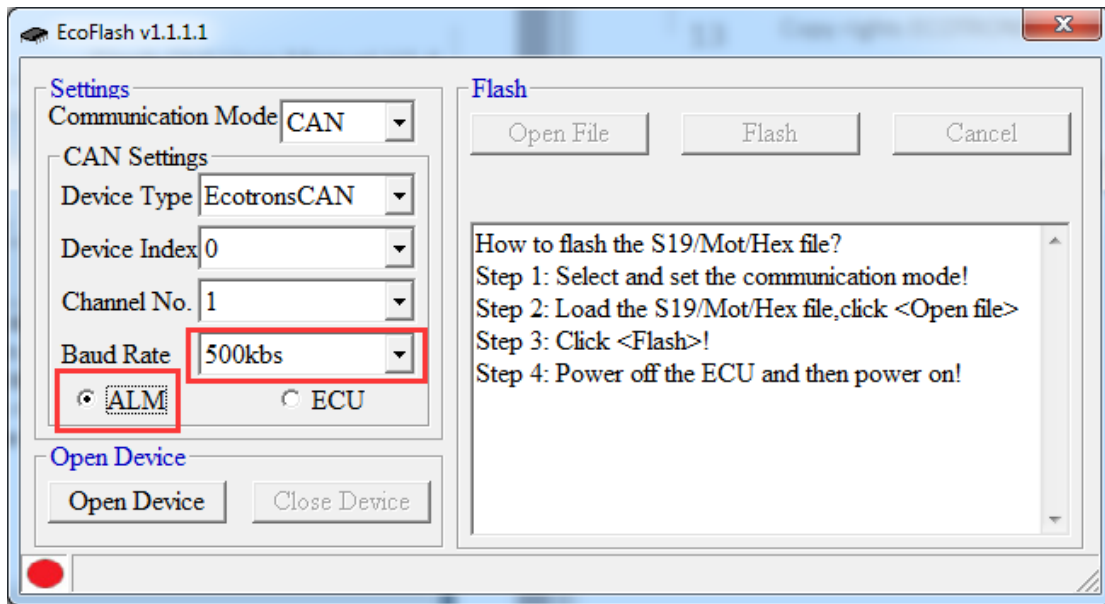 EcoFlash v1.1.1.1
13
Settings
Communication Mode CAN
CAN Settings
Device Type EcotronsCAN
Device Index 0
Channel No. 1
Baud Rate 500kbs
ALM ECU
Open Device
Open Device Close Device
Flash
Open File Flash Cancel
How to flash the S19/Mot/Hex file?
Step 1: Select and set the communication mode!
Step 2: Load the S19/Mot/Hex file,click <Open file>
Step 3: Click <Flash>!
Step 4: Power off the ECU and then power on!